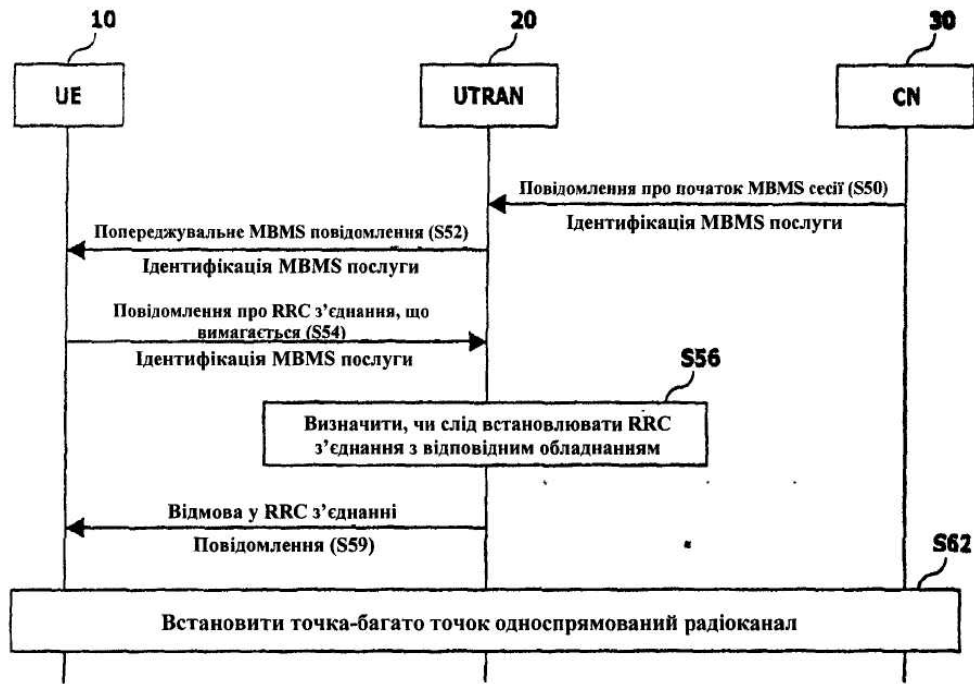 10
20
30
UE
UTRAN
CN
Повідомлення про початок MBMS сесії (S50)
Ідентифікація MBMS послуги
Попереджувальне MBMS повідомлення (S52)
Ідентифікація MBMS послуги
Повідомлення про RRC з’єднання, що
вимагається (S54)
Ідентифікація MBMS послуги
S56
Визначити, чи слід встановлювати RRC
з’єднання з відповідним обладнанням
Відмова у RRC з’єднанні
Повідомлення (S59)
S62
Встановити точка-багато точок односпрямований радіоканал